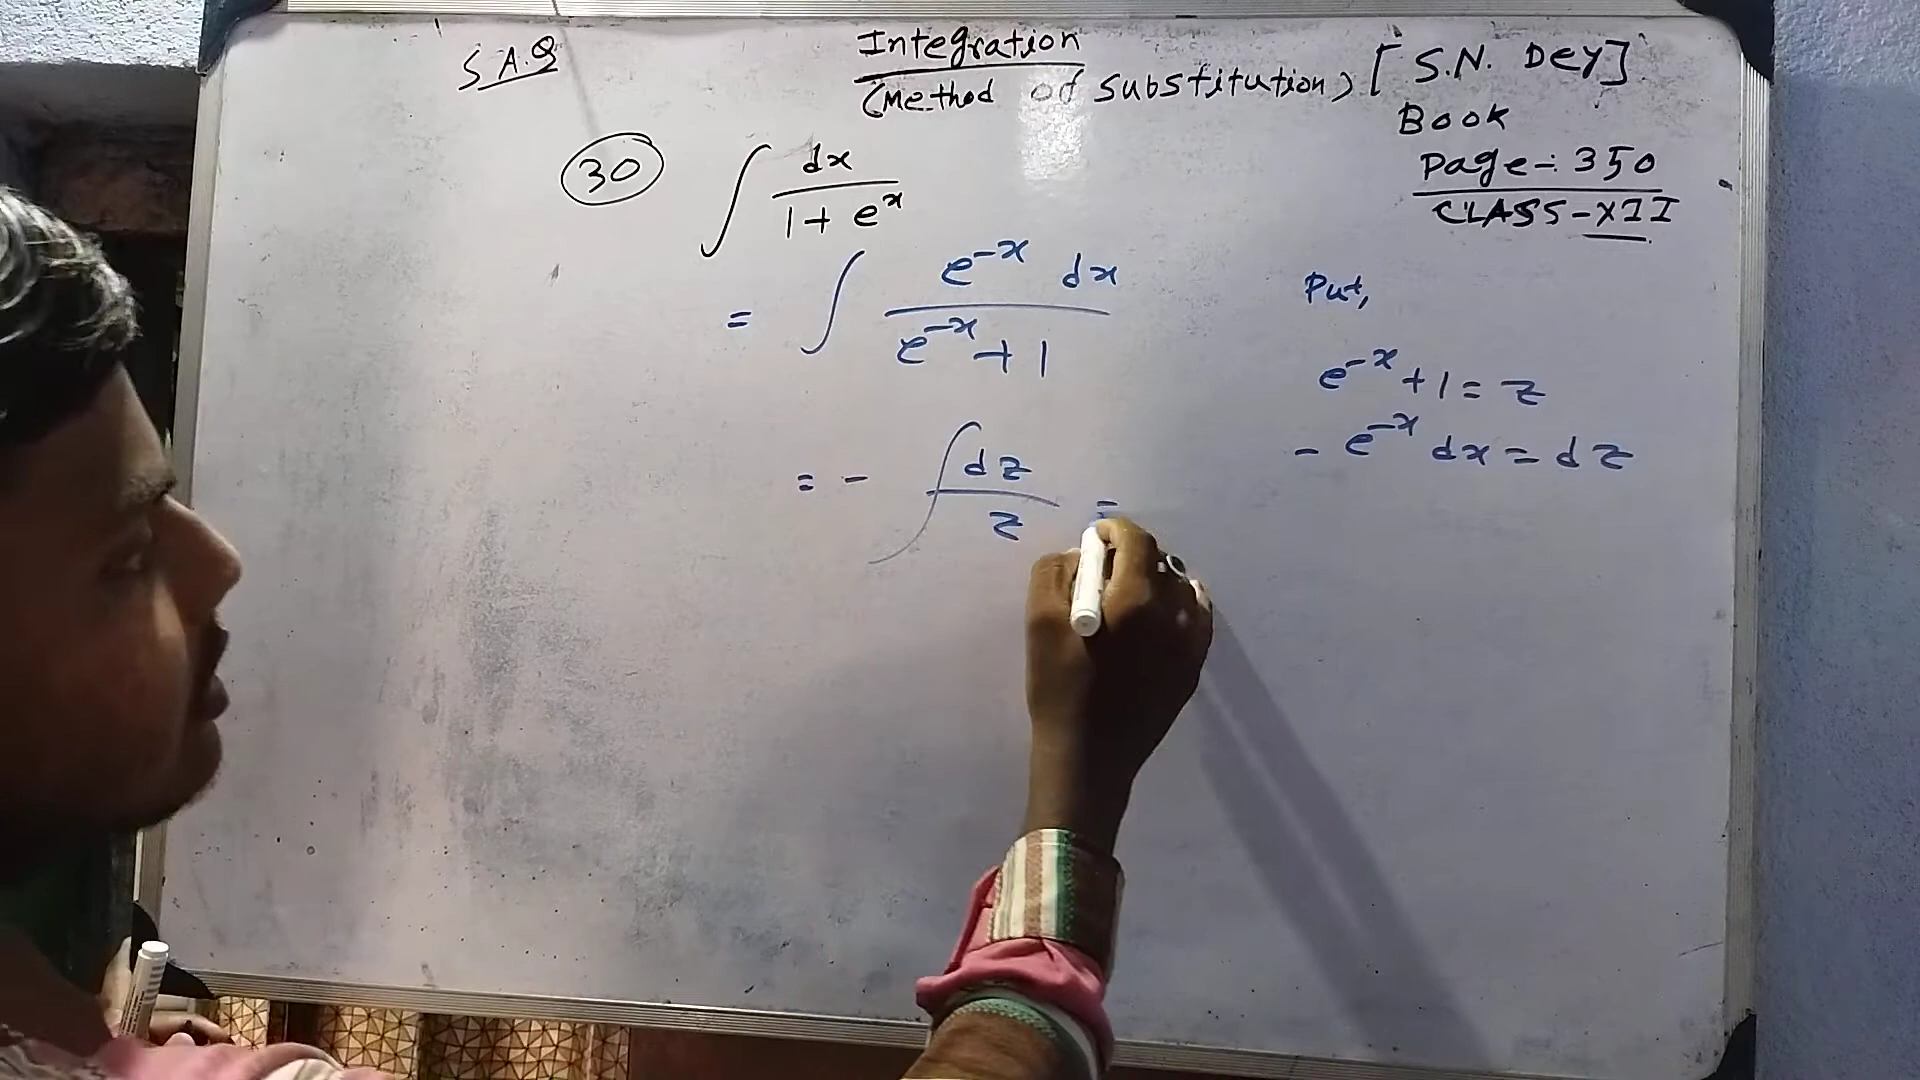 S.A.Q
Integration
(Method of Substitution) [S.N. Dey]
Book
Page-: 350
CLASS-XII
30 ∫ dx / (1 + e^x)
= ∫ e^-x dx / (e^-x + 1)
Put,
e^-x + 1 = z
- e^-x dx = dz
= - ∫ dz / z =